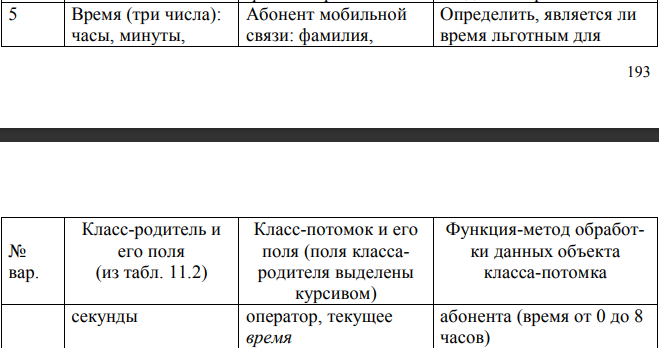 5
Время (три числа):
часы, минуты,
Абонент мобильной
связи: фамилия,
Определить, является ли
время льготным для
193
№
вар.
Класс-родитель и
его поля
(из табл. 11.2)
Класс-потомок и его
поля (поля класса-
родителя выделены
курсивом)
Функция-метод обработ-
ки данных объекта
класса-потомка
секунды
оператор, текущее
время
абонента (время от 0 до 8
часов)